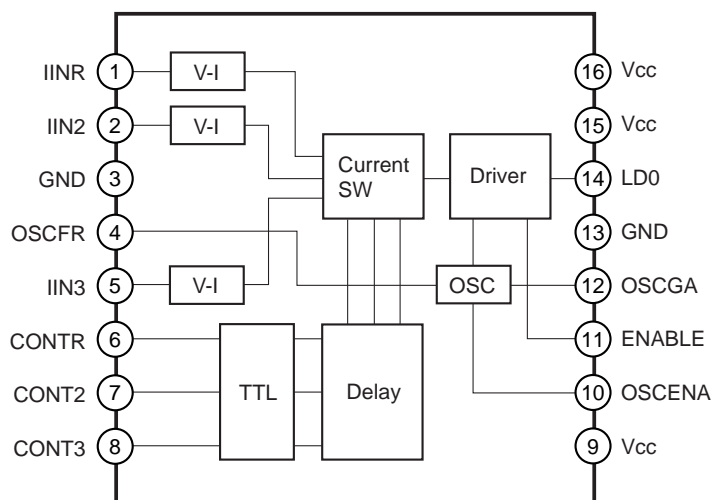 IINR 1 V-I 16 Vcc
IIN2 2 V-I 15 Vcc
GND 3 Current SW Driver 14 LD0
13 GND
OSCFR 4
IIN3 5 V-I OSC 12 OSCGA
CONTR 6 11 ENABLE
CONT2 7 TTL Delay 10 OSCENA
CONT3 8 9 Vcc